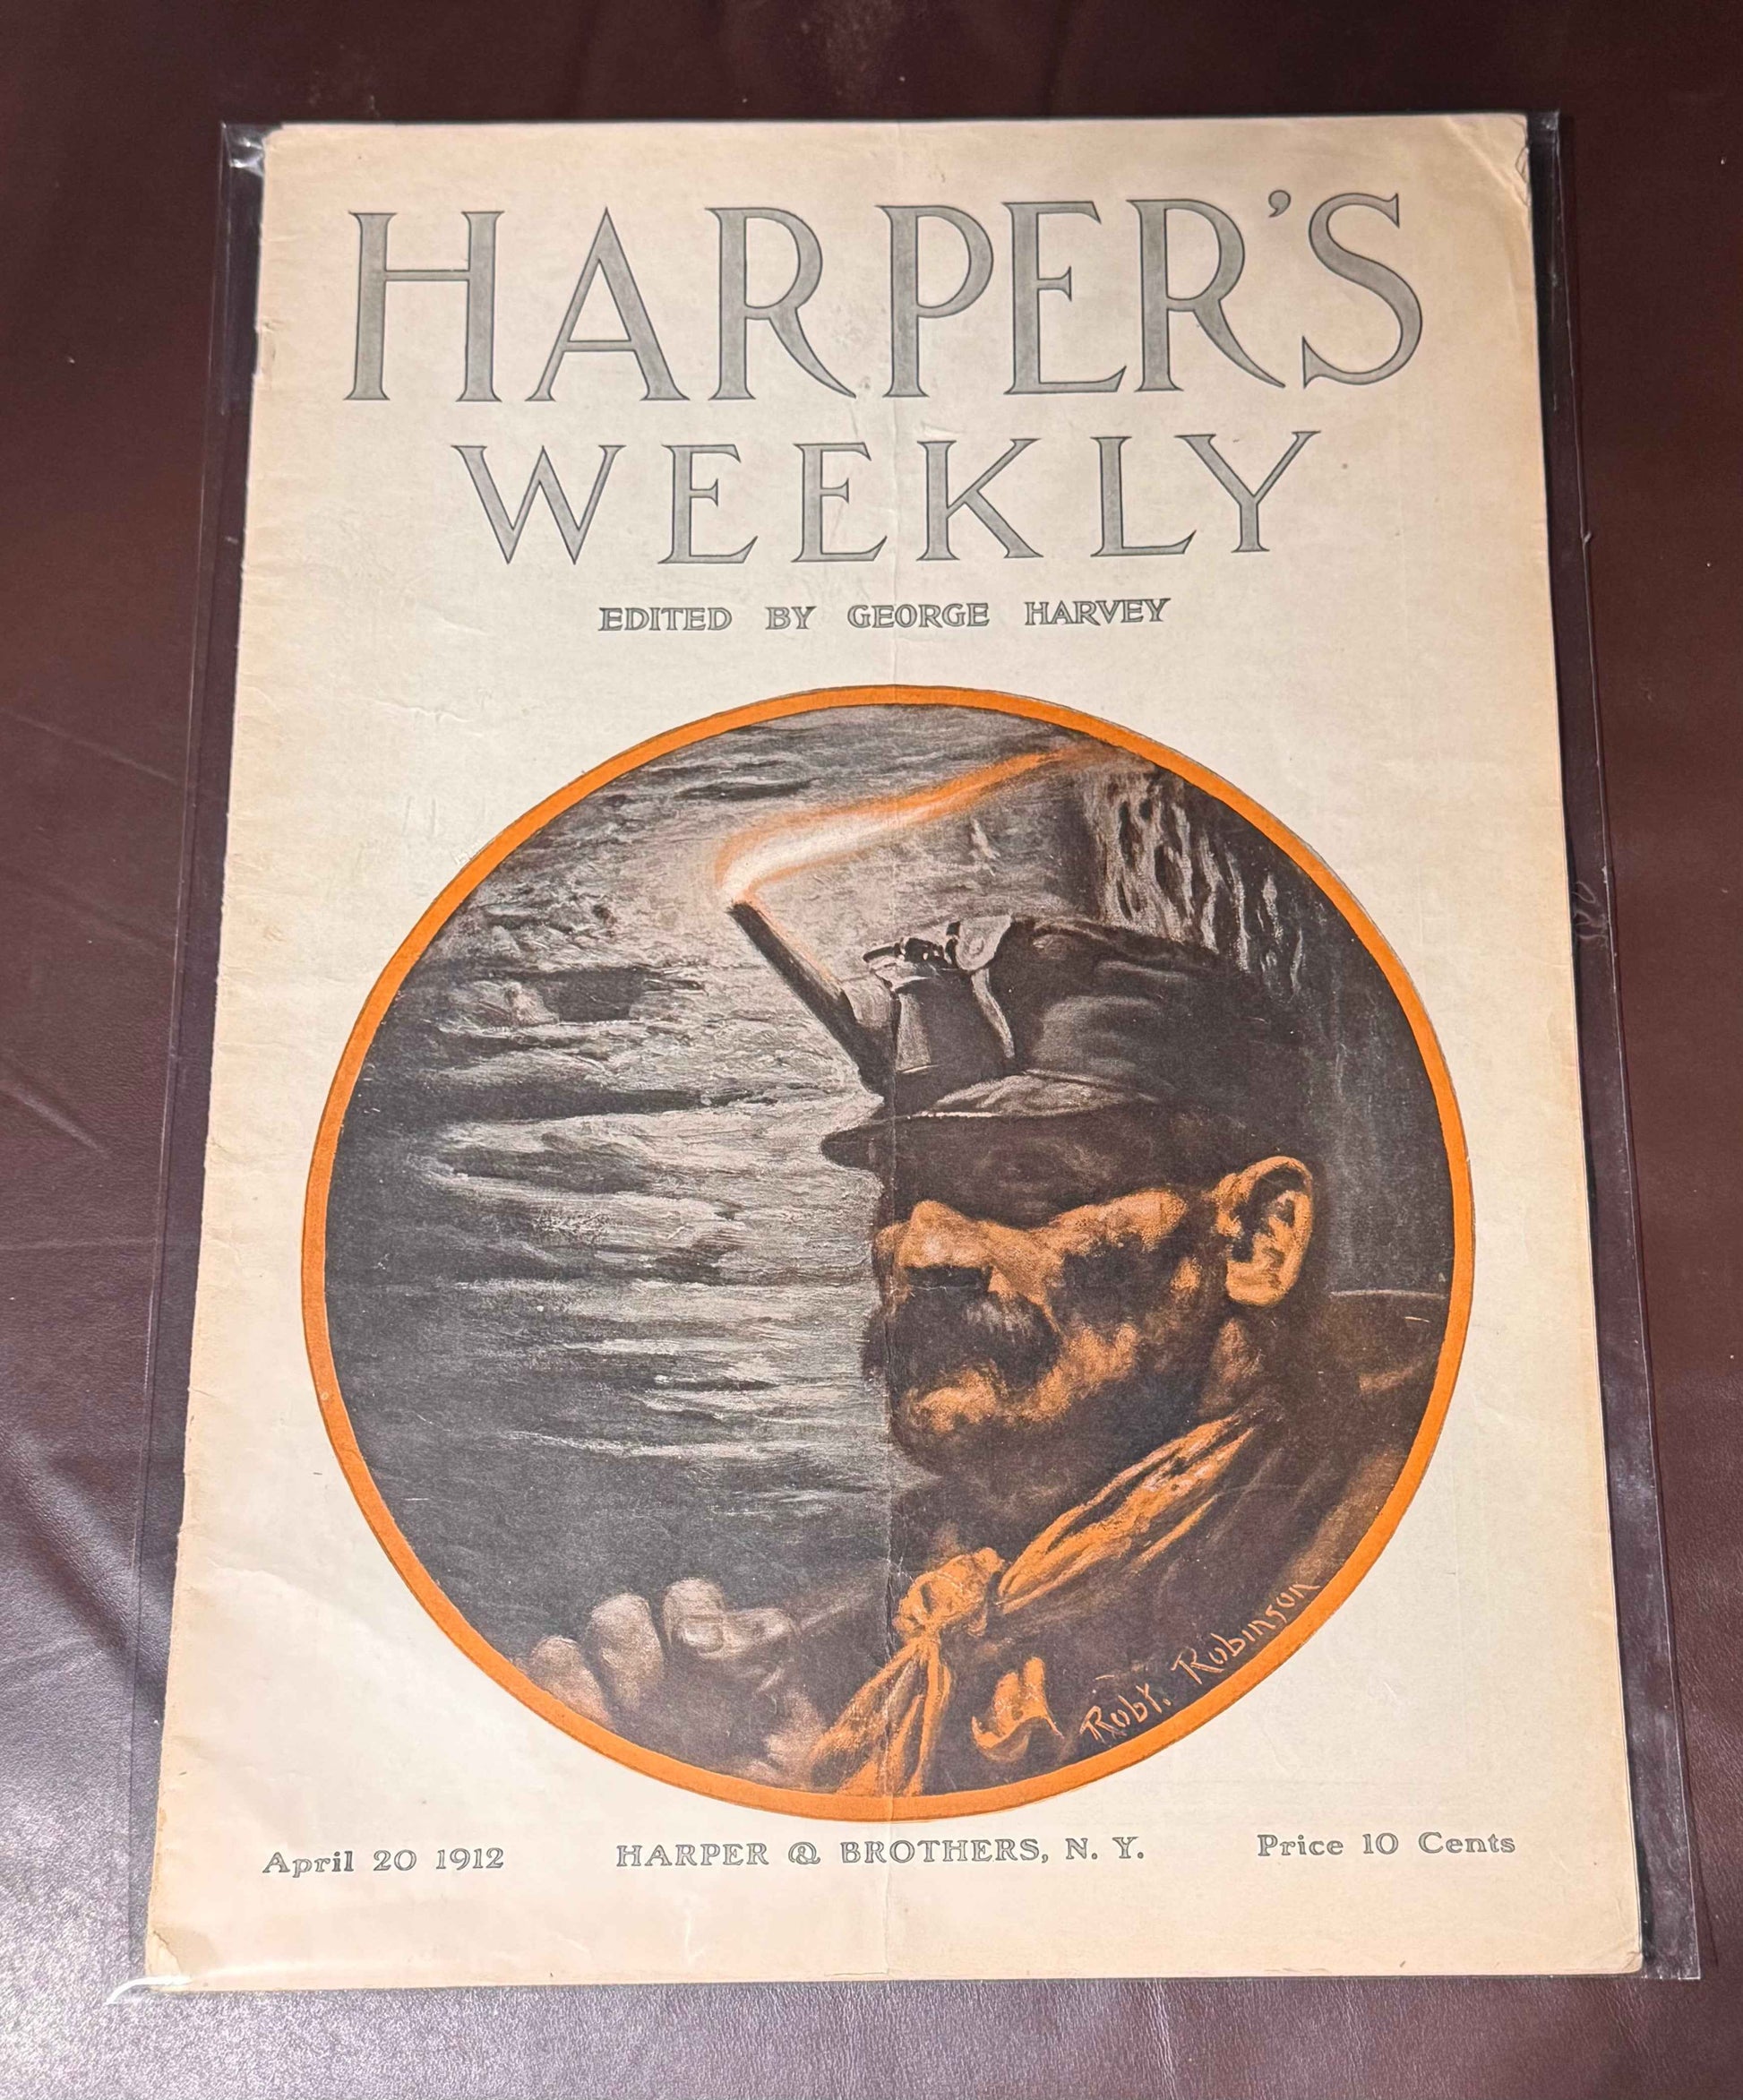 HARPER'S
WEEKLY
EDITED BY GEORGE HARVEY
Robt. Robinson
April 20 1912 HARPER & BROTHERS, N. Y. Price 10 Cents